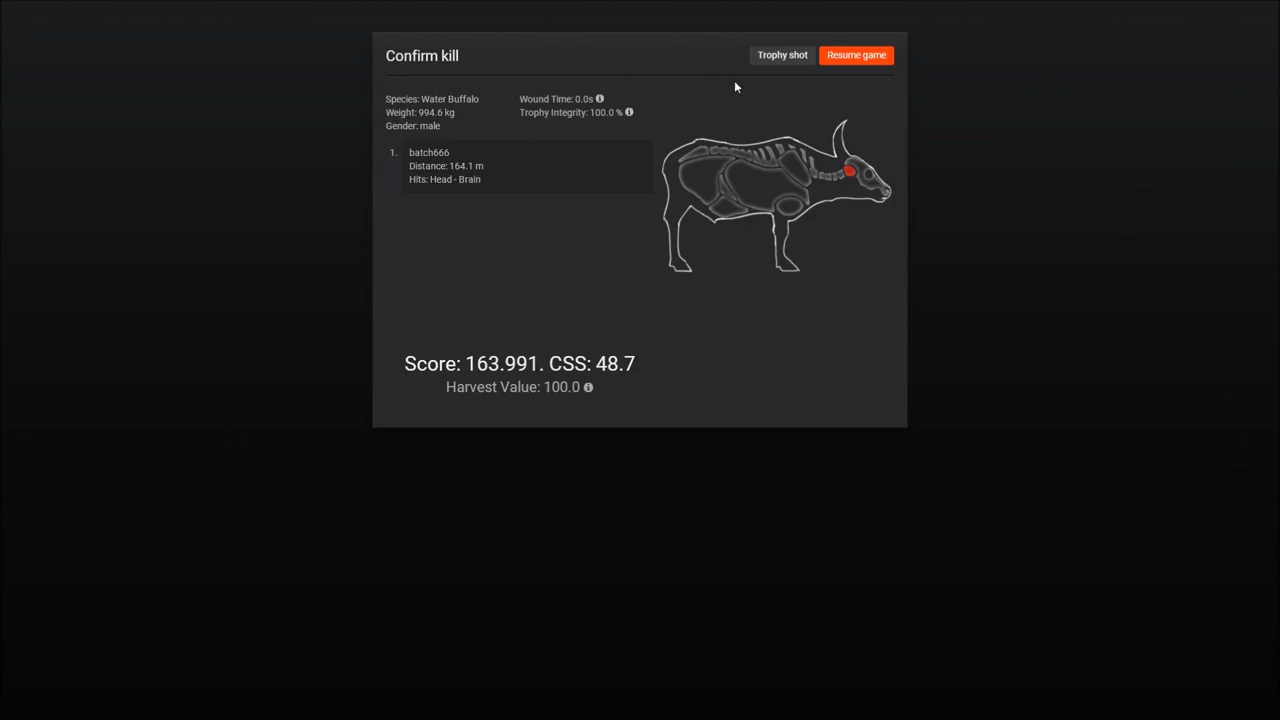 Confirm kill
Trophy shot
Resume game
Species: Water Buffalo
Weight: 994.6 kg
Gender: male
Wound Time: 0.0s
Trophy Integrity: 100.0 %
1. batch666
Distance: 164.1 m
Hits: Head - Brain
Score: 163.991. CSS: 48.7
Harvest Value: 100.0